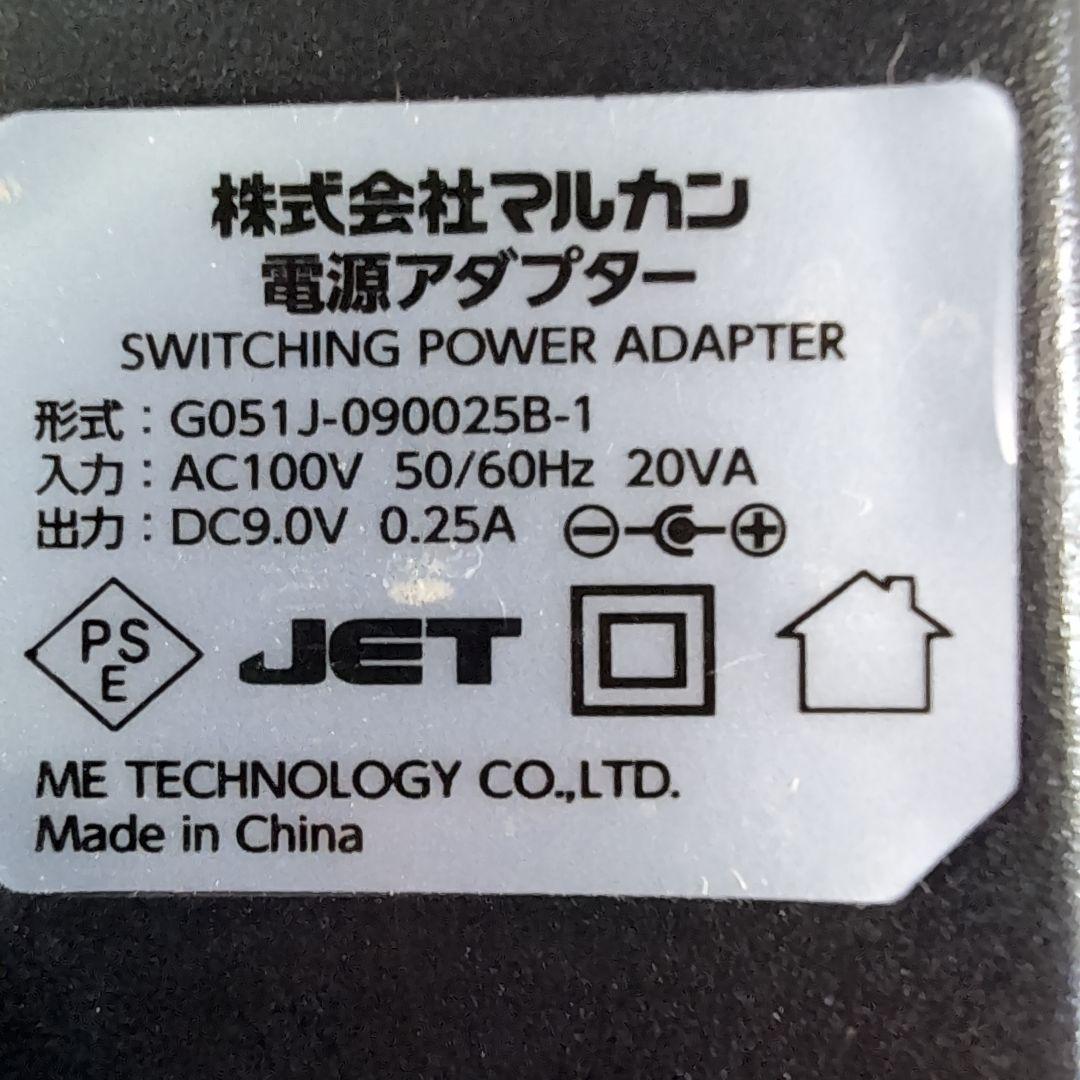 株式会社マルカン
電源アダプター
SWITCHING POWER ADAPTER
形式：G051J-090025B-1
入力：AC100V 50/60Hz 20VA
出力：DC9.0V 0.25A
PSE JET
ME TECHNOLOGY CO.,LTD.
Made in China